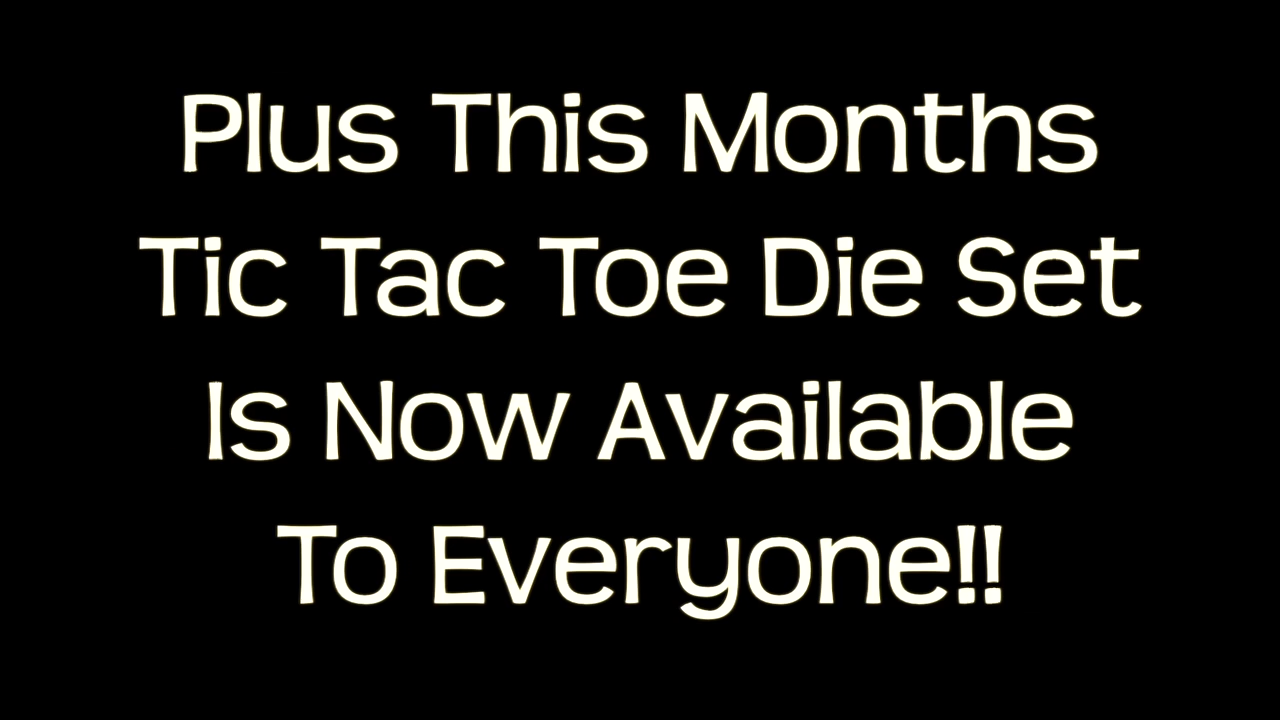 Plus This Months
Tic Tac Toe Die Set
Is Now Available
To Everyone!!